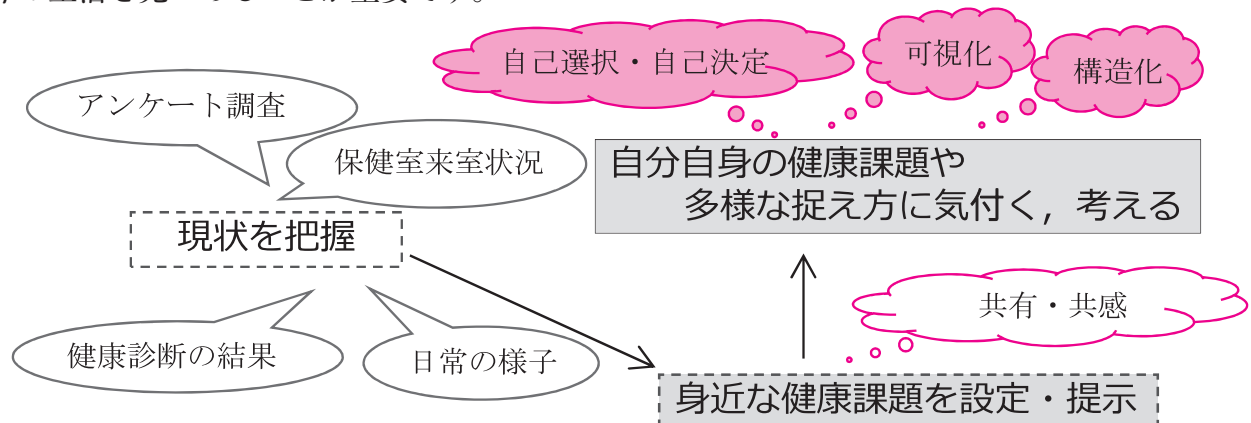 自己選択・自己決定
可視化
構造化
アンケート調査
保健室来室状況
自分自身の健康課題や
多様な捉え方に気付く，考える
現状を把握
共有・共感
健康診断の結果
日常の様子
身近な健康課題を設定・提示